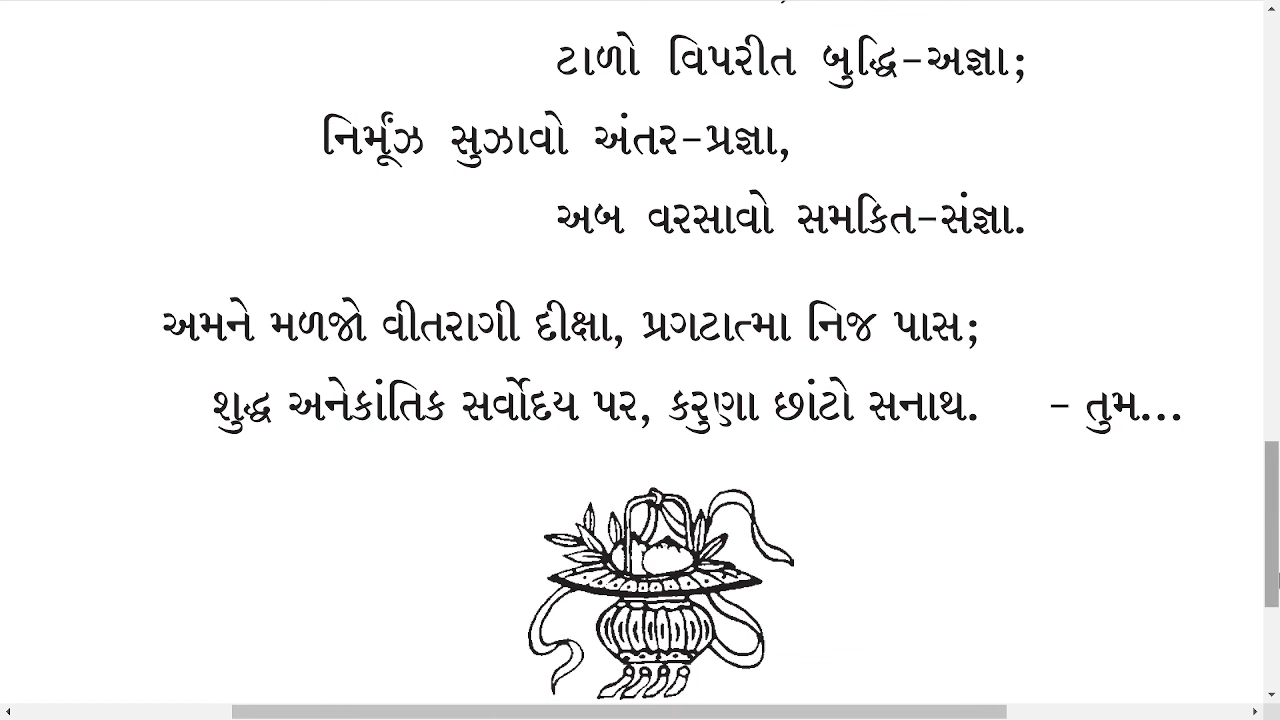 ટાળો વિપરીત બુદ્ધિ-અજ્ઞા;
નિર્મૂંઝ સુઝાવો અંતર-પ્રજ્ઞા,
અબ વરસાવો સમકિત-સંજ્ઞા.
અમને મળજો વીતરાગી દીક્ષા, પ્રગટાત્મા નિજ પાસ;
શુદ્ધ અનેકાંતિક સર્વોદય પર, કરુણા છાંટો સનાથ. - તુમ...